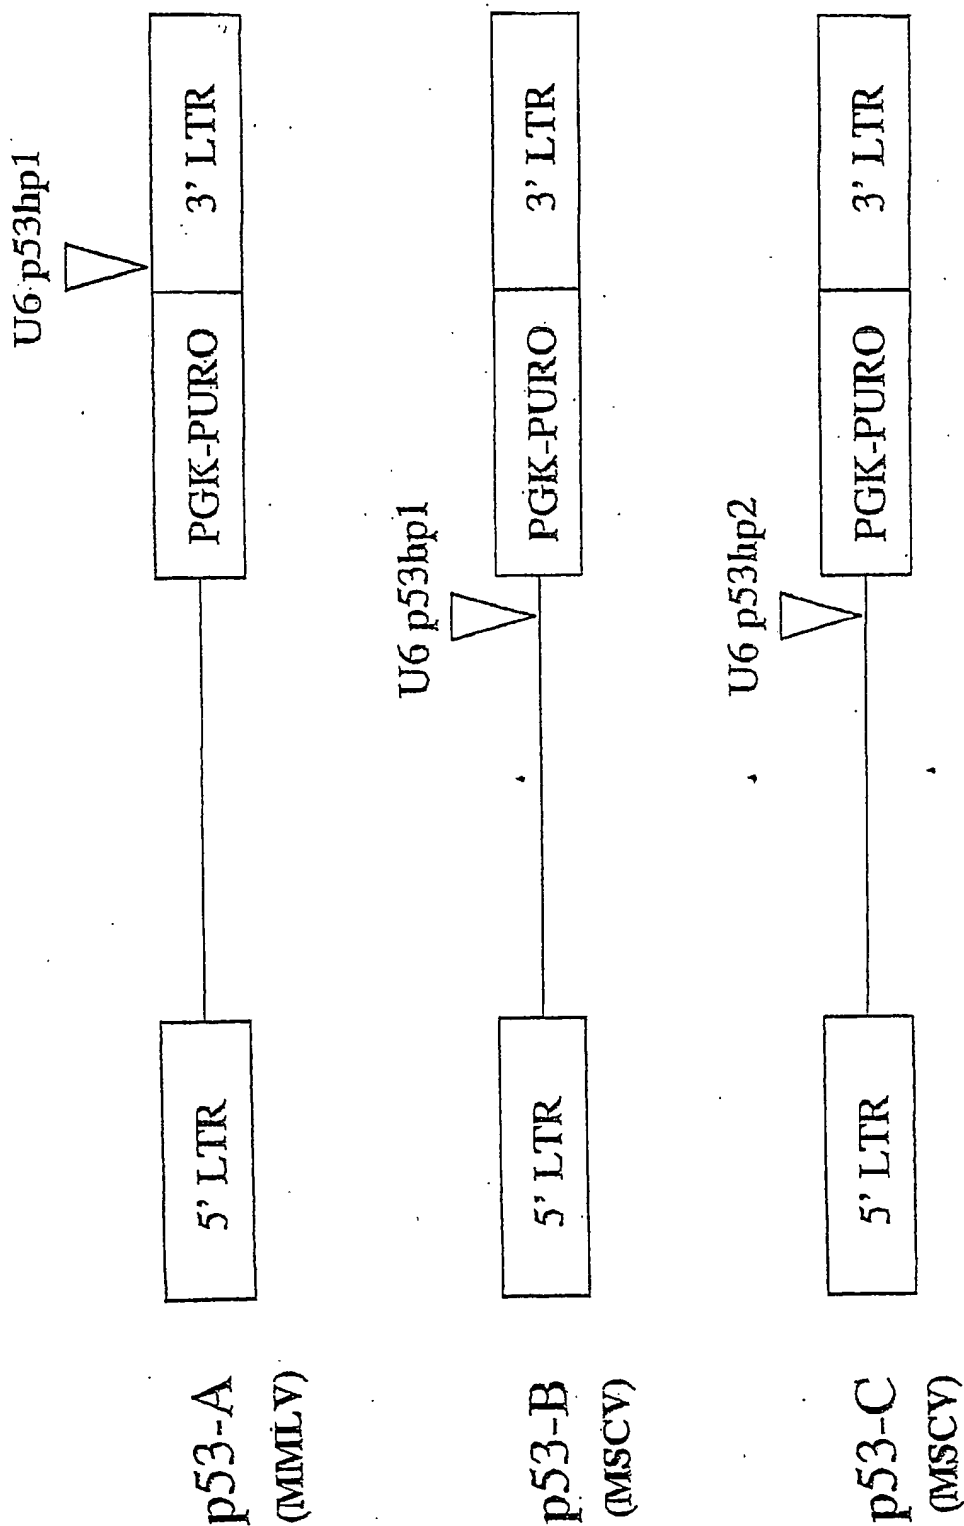 U6 p53hp1
p53-A
(MMLV)
5' LTR
PGK-PURO
3' LTR
U6 p53hp1
p53-B
(MSCV)
5' LTR
PGK-PURO
3' LTR
U6 p53hp2
p53-C
(MSCV)
5' LTR
PGK-PURO
3' LTR